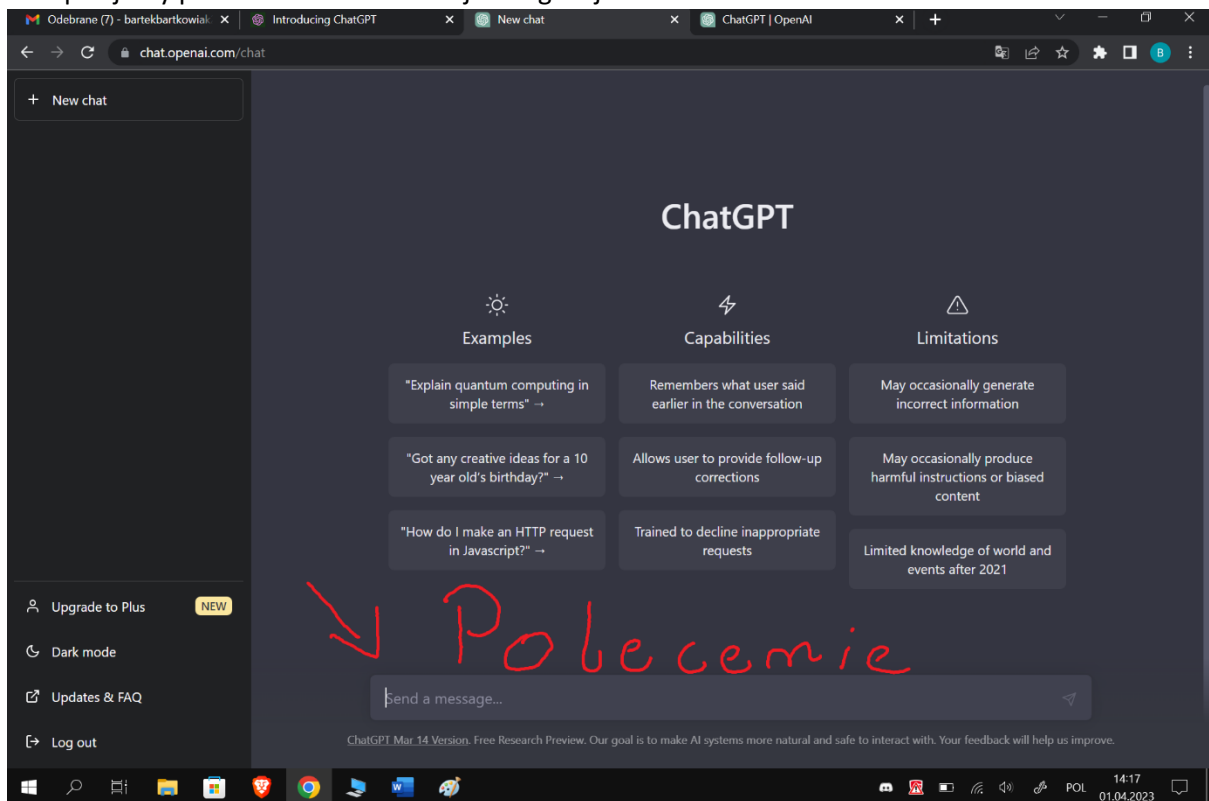 Odebrane (7) - bartekbartkowiak
Introducing ChatGPT
New chat
ChatGPT | OpenAI
chat.openai.com/chat
B
+ New chat
ChatGPT
Examples
Capabilities
Limitations
"Explain quantum computing in
simple terms" →
Remembers what user said
earlier in the conversation
May occasionally generate
incorrect information
"Got any creative ideas for a 10
year old's birthday?" →
Allows user to provide follow-up
corrections
May occasionally produce
harmful instructions or biased
content
"How do I make an HTTP request
in Javascript?" →
Trained to decline inappropriate
requests
Limited knowledge of world and
events after 2021
Upgrade to Plus
NEW
Dark mode
Updates & FAQ
Log out
Polecemie
Send a message...
ChatGPT Mar 14 Version. Free Research Preview. Our goal is to make AI systems more natural and safe to interact with. Your feedback will help us improve.
POL
14:17
01.04.2023